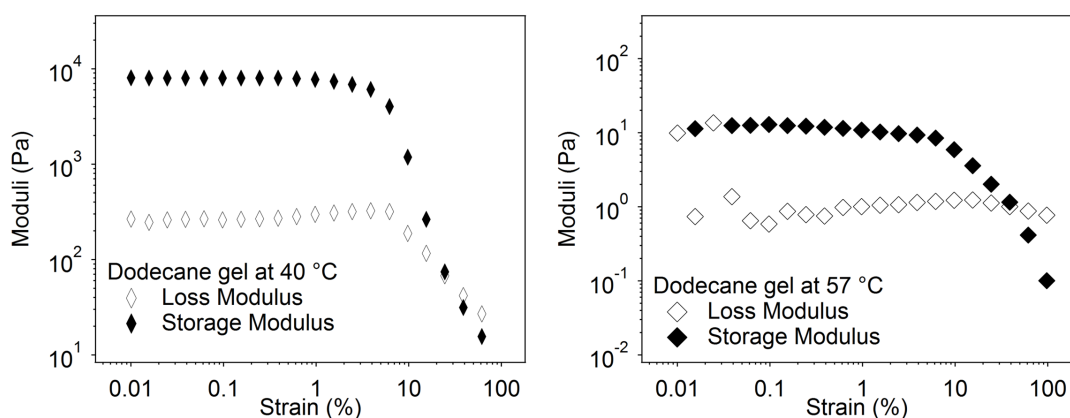 Moduli (Pa)
10^4
10^3
10^2
10^1
Dodecane gel at 40 °C
Loss Modulus
Storage Modulus
0.01 0.1 1 10 100
Strain (%)
Moduli (Pa)
10^2
10^1
10^0
10^-1
10^-2
Dodecane gel at 57 °C
Loss Modulus
Storage Modulus
0.01 0.1 1 10 100
Strain (%)